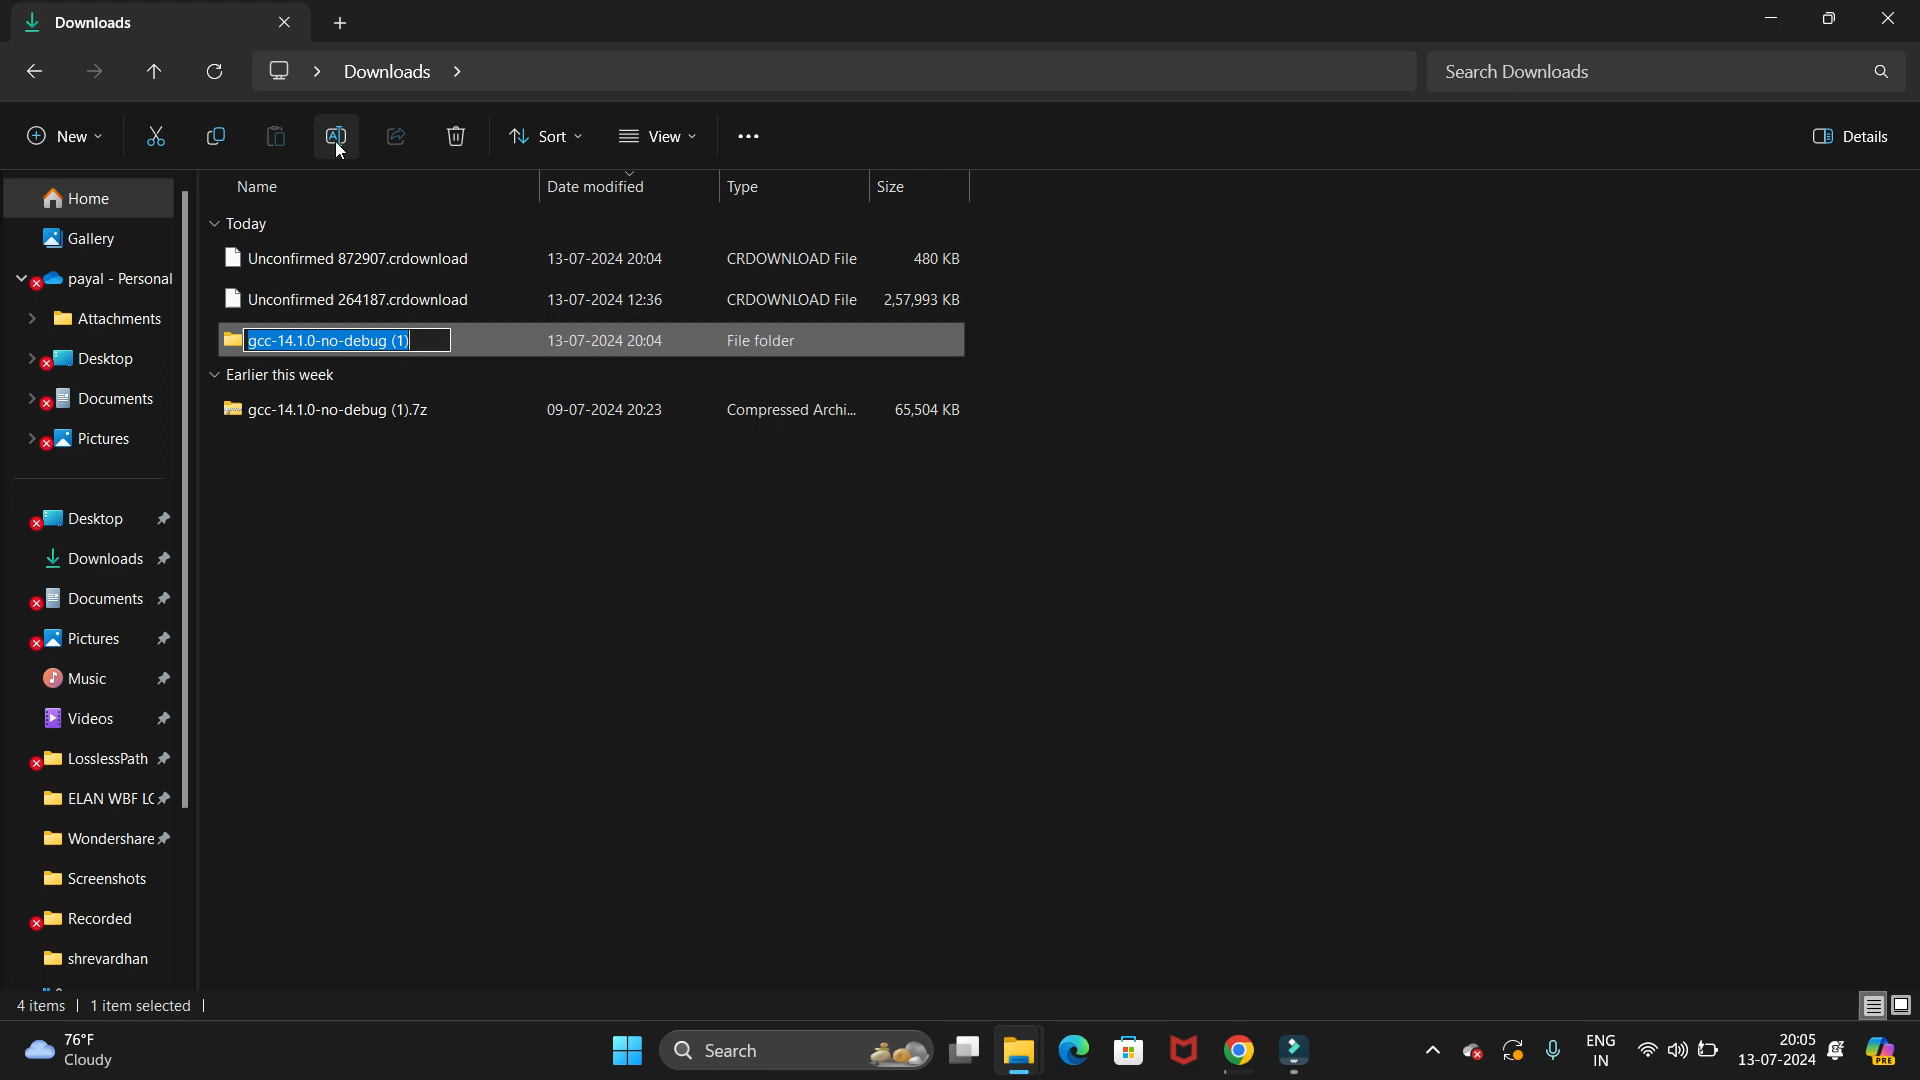 Downloads
Downloads
Search Downloads
New
Sort
View
Details
Name Date modified Type Size
Today
Unconfirmed 872907.crdownload 13-07-2024 20:04 CRDOWNLOAD File 480 KB
Unconfirmed 264187.crdownload 13-07-2024 12:36 CRDOWNLOAD File 2,57,993 KB
gcc-14.1.0-no-debug (1) 13-07-2024 20:04 File folder
Earlier this week
gcc-14.1.0-no-debug (1).7z 09-07-2024 20:23 Compressed Archi... 65,504 KB
Home
Gallery
payal - Personal
Attachments
Desktop
Documents
Pictures
Desktop
Downloads
Documents
Pictures
Music
Videos
LosslessPath
ELAN WBF LC
Wondershare
Screenshots
Recorded
shrevardhan
4 items 1 item selected
76°F
Cloudy
Search
PRE
ENG
IN
20:05
13-07-2024